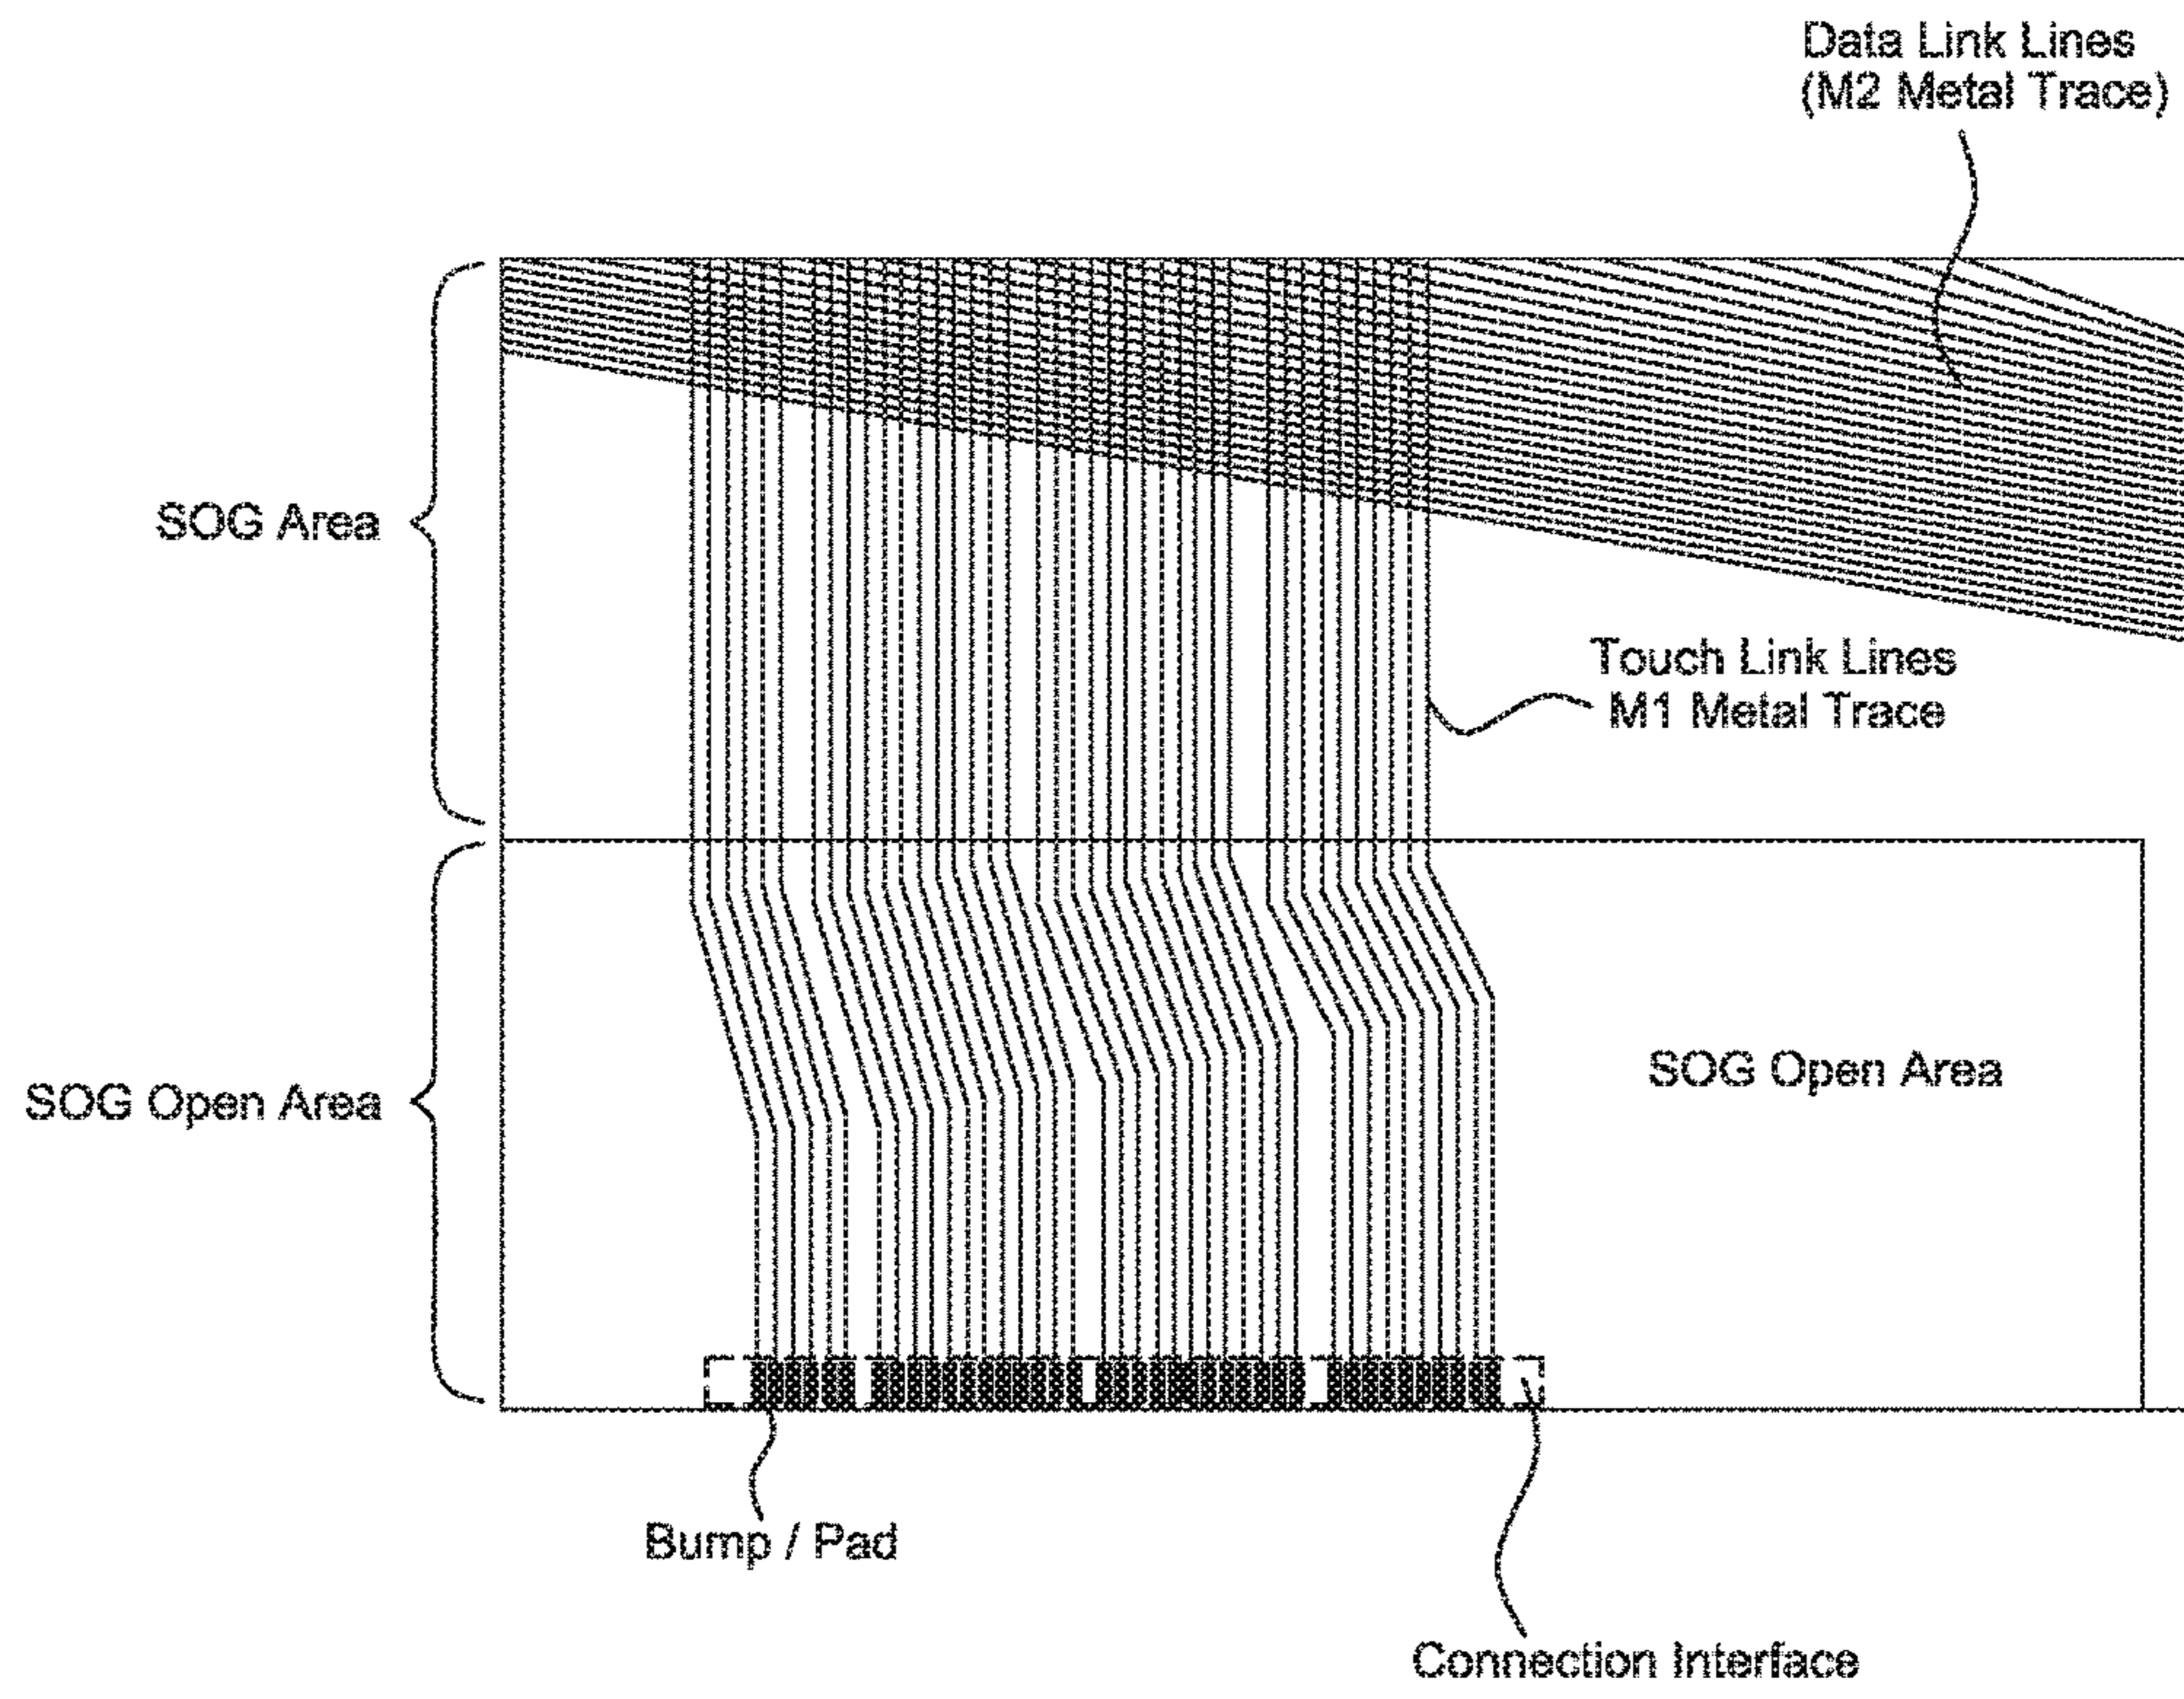 Data Link Lines
(M2 Metal Trace)
SOG Area
Touch Link Lines
M1 Metal Trace
SOG Open Area
SOG Open Area
Bump / Pad
Connection Interface